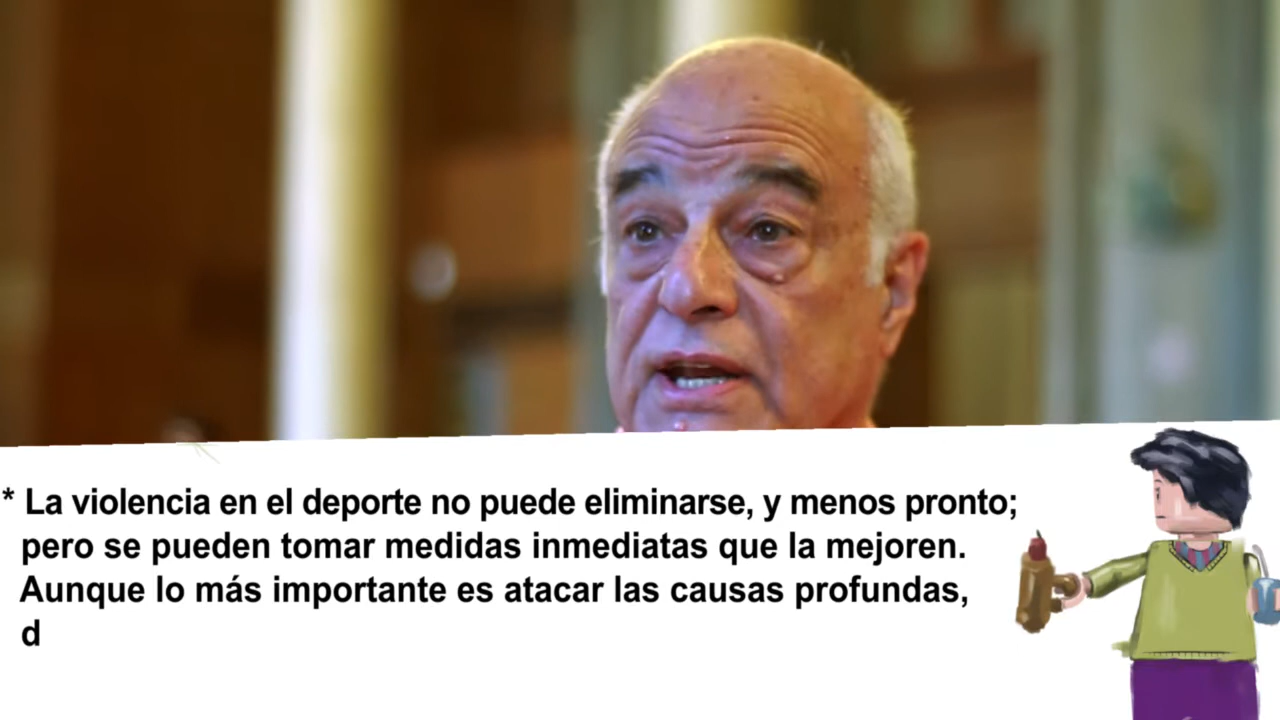 * La violencia en el deporte no puede eliminarse, y menos pronto;
pero se pueden tomar medidas inmediatas que la mejoren.
Aunque lo más importante es atacar las causas profundas,
d